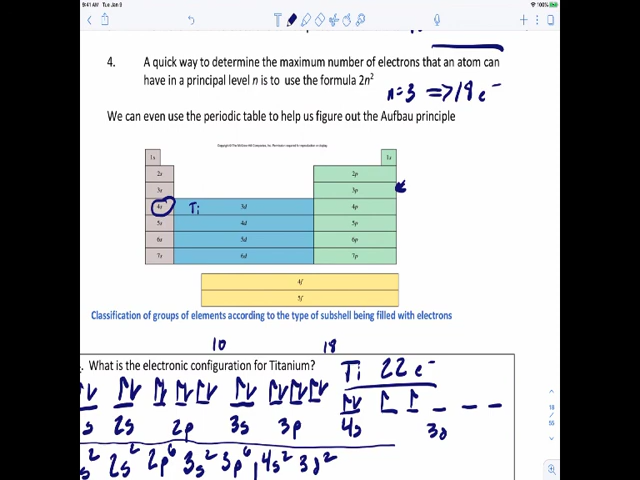 9:41 AM Tue Jan 9
100%
4. A quick way to determine the maximum number of electrons that an atom can
have in a principal level n is to use the formula 2n²
n=3 => 18 e⁻
We can even use the periodic table to help us figure out the Aufbau principle
1s 1s
2s 2p
3s 3p
4s Ti 3d 4p
5s 4d 5p
6s 5d 6p
7s 6d
4f
5f
Classification of groups of elements according to the type of subshell being filled with electrons
10 18
. What is the electronic configuration for Titanium? Ti 22 e⁻
s 2s 2p 3s 3p 4s 3d
s² 2s² 2p⁶ 3s² 3p⁶ 4s² 3d²
18
/
55